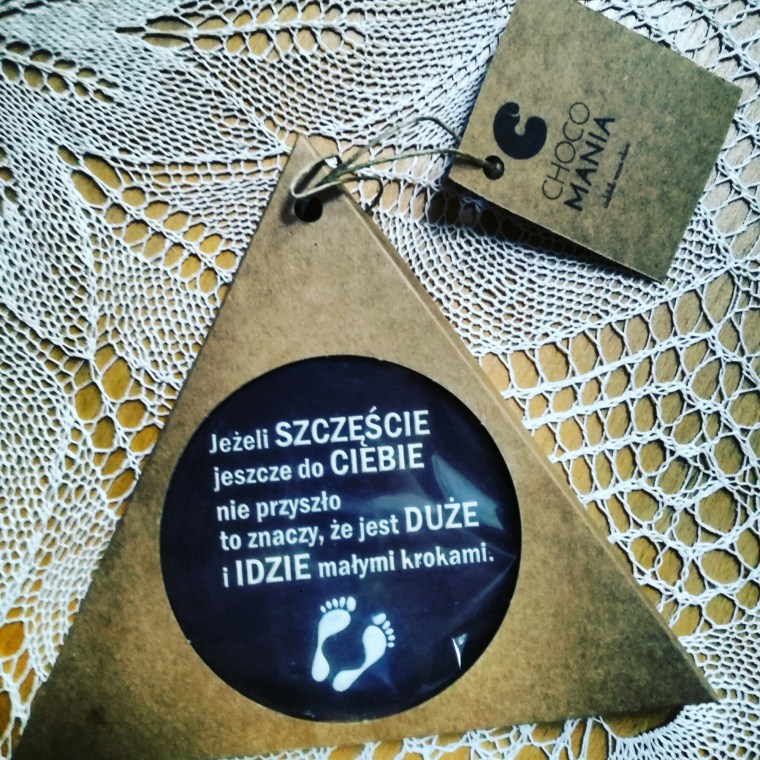 CHOCO
MANIA
Jeżeli SZCZĘŚCIE
jeszcze do CIEBIE
nie przyszło
to znaczy, że jest DUŻE
i IDZIE małymi krokami.